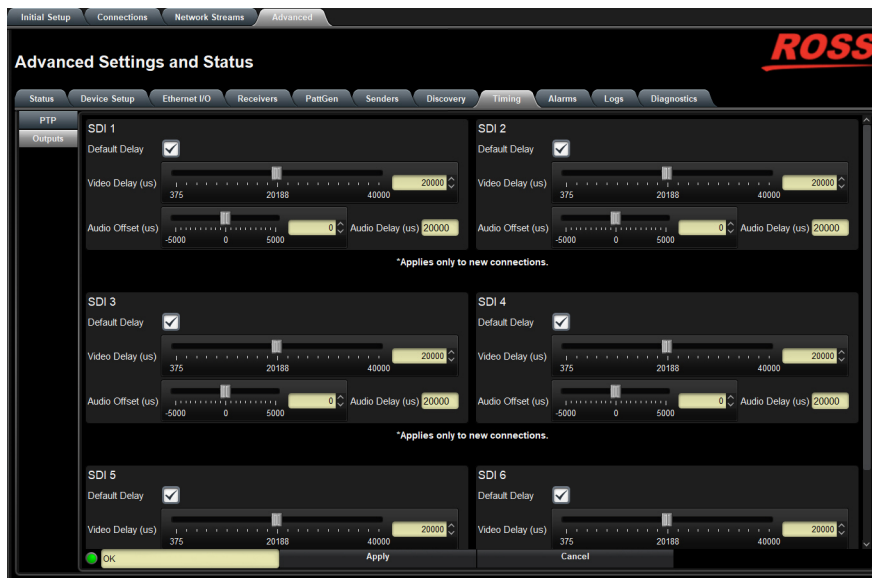 Initial Setup Connections Network Streams Advanced
ROSS
Advanced Settings and Status
Status Device Setup Ethernet I/O Receivers PattGen Senders Discovery Timing Alarms Logs Diagnostics
PTP
Outputs
SDI 1
Default Delay
Video Delay (us) 20000
375 20188 40000
Audio Offset (us) 0 Audio Delay (us) 20000
-5000 0 5000
SDI 2
Default Delay
Video Delay (us) 20000
375 20188 40000
Audio Offset (us) 0 Audio Delay (us) 20000
-5000 0 5000
*Applies only to new connections.
SDI 3
Default Delay
Video Delay (us) 20000
375 20188 40000
Audio Offset (us) 0 Audio Delay (us) 20000
-5000 0 5000
SDI 4
Default Delay
Video Delay (us) 20000
375 20188 40000
Audio Offset (us) 0 Audio Delay (us) 20000
-5000 0 5000
*Applies only to new connections.
SDI 5
Default Delay
Video Delay (us) 20000
375 20188 40000
SDI 6
Default Delay
Video Delay (us) 20000
375 20188 40000
OK Apply Cancel